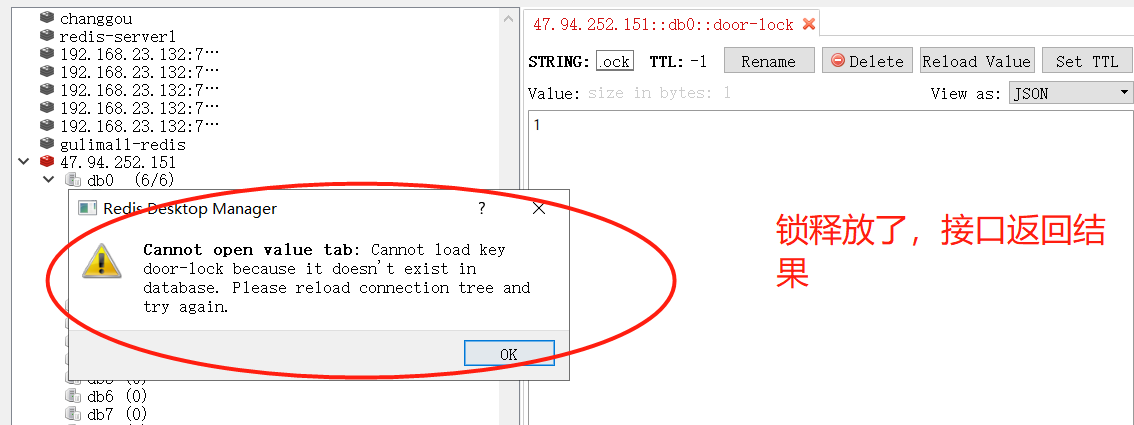 changgou
redis-server1
192.168.23.132:7…
192.168.23.132:7…
192.168.23.132:7…
192.168.23.132:7…
192.168.23.132:7…
gulimall-redis
47.94.252.151
db0 (6/6)
Redis Desktop Manager ?
Cannot open value tab: Cannot load key
door-lock because it doesn't exist in
database. Please reload connection tree and
try again.
OK
db5 (0)
db6 (0)
db7 (0)
47.94.252.151::db0::door-lock
STRING: .ock TTL: -1 Rename Delete Reload Value Set TTL
Value: size in bytes: 1 View as: JSON
1
锁释放了，接口返回结
果